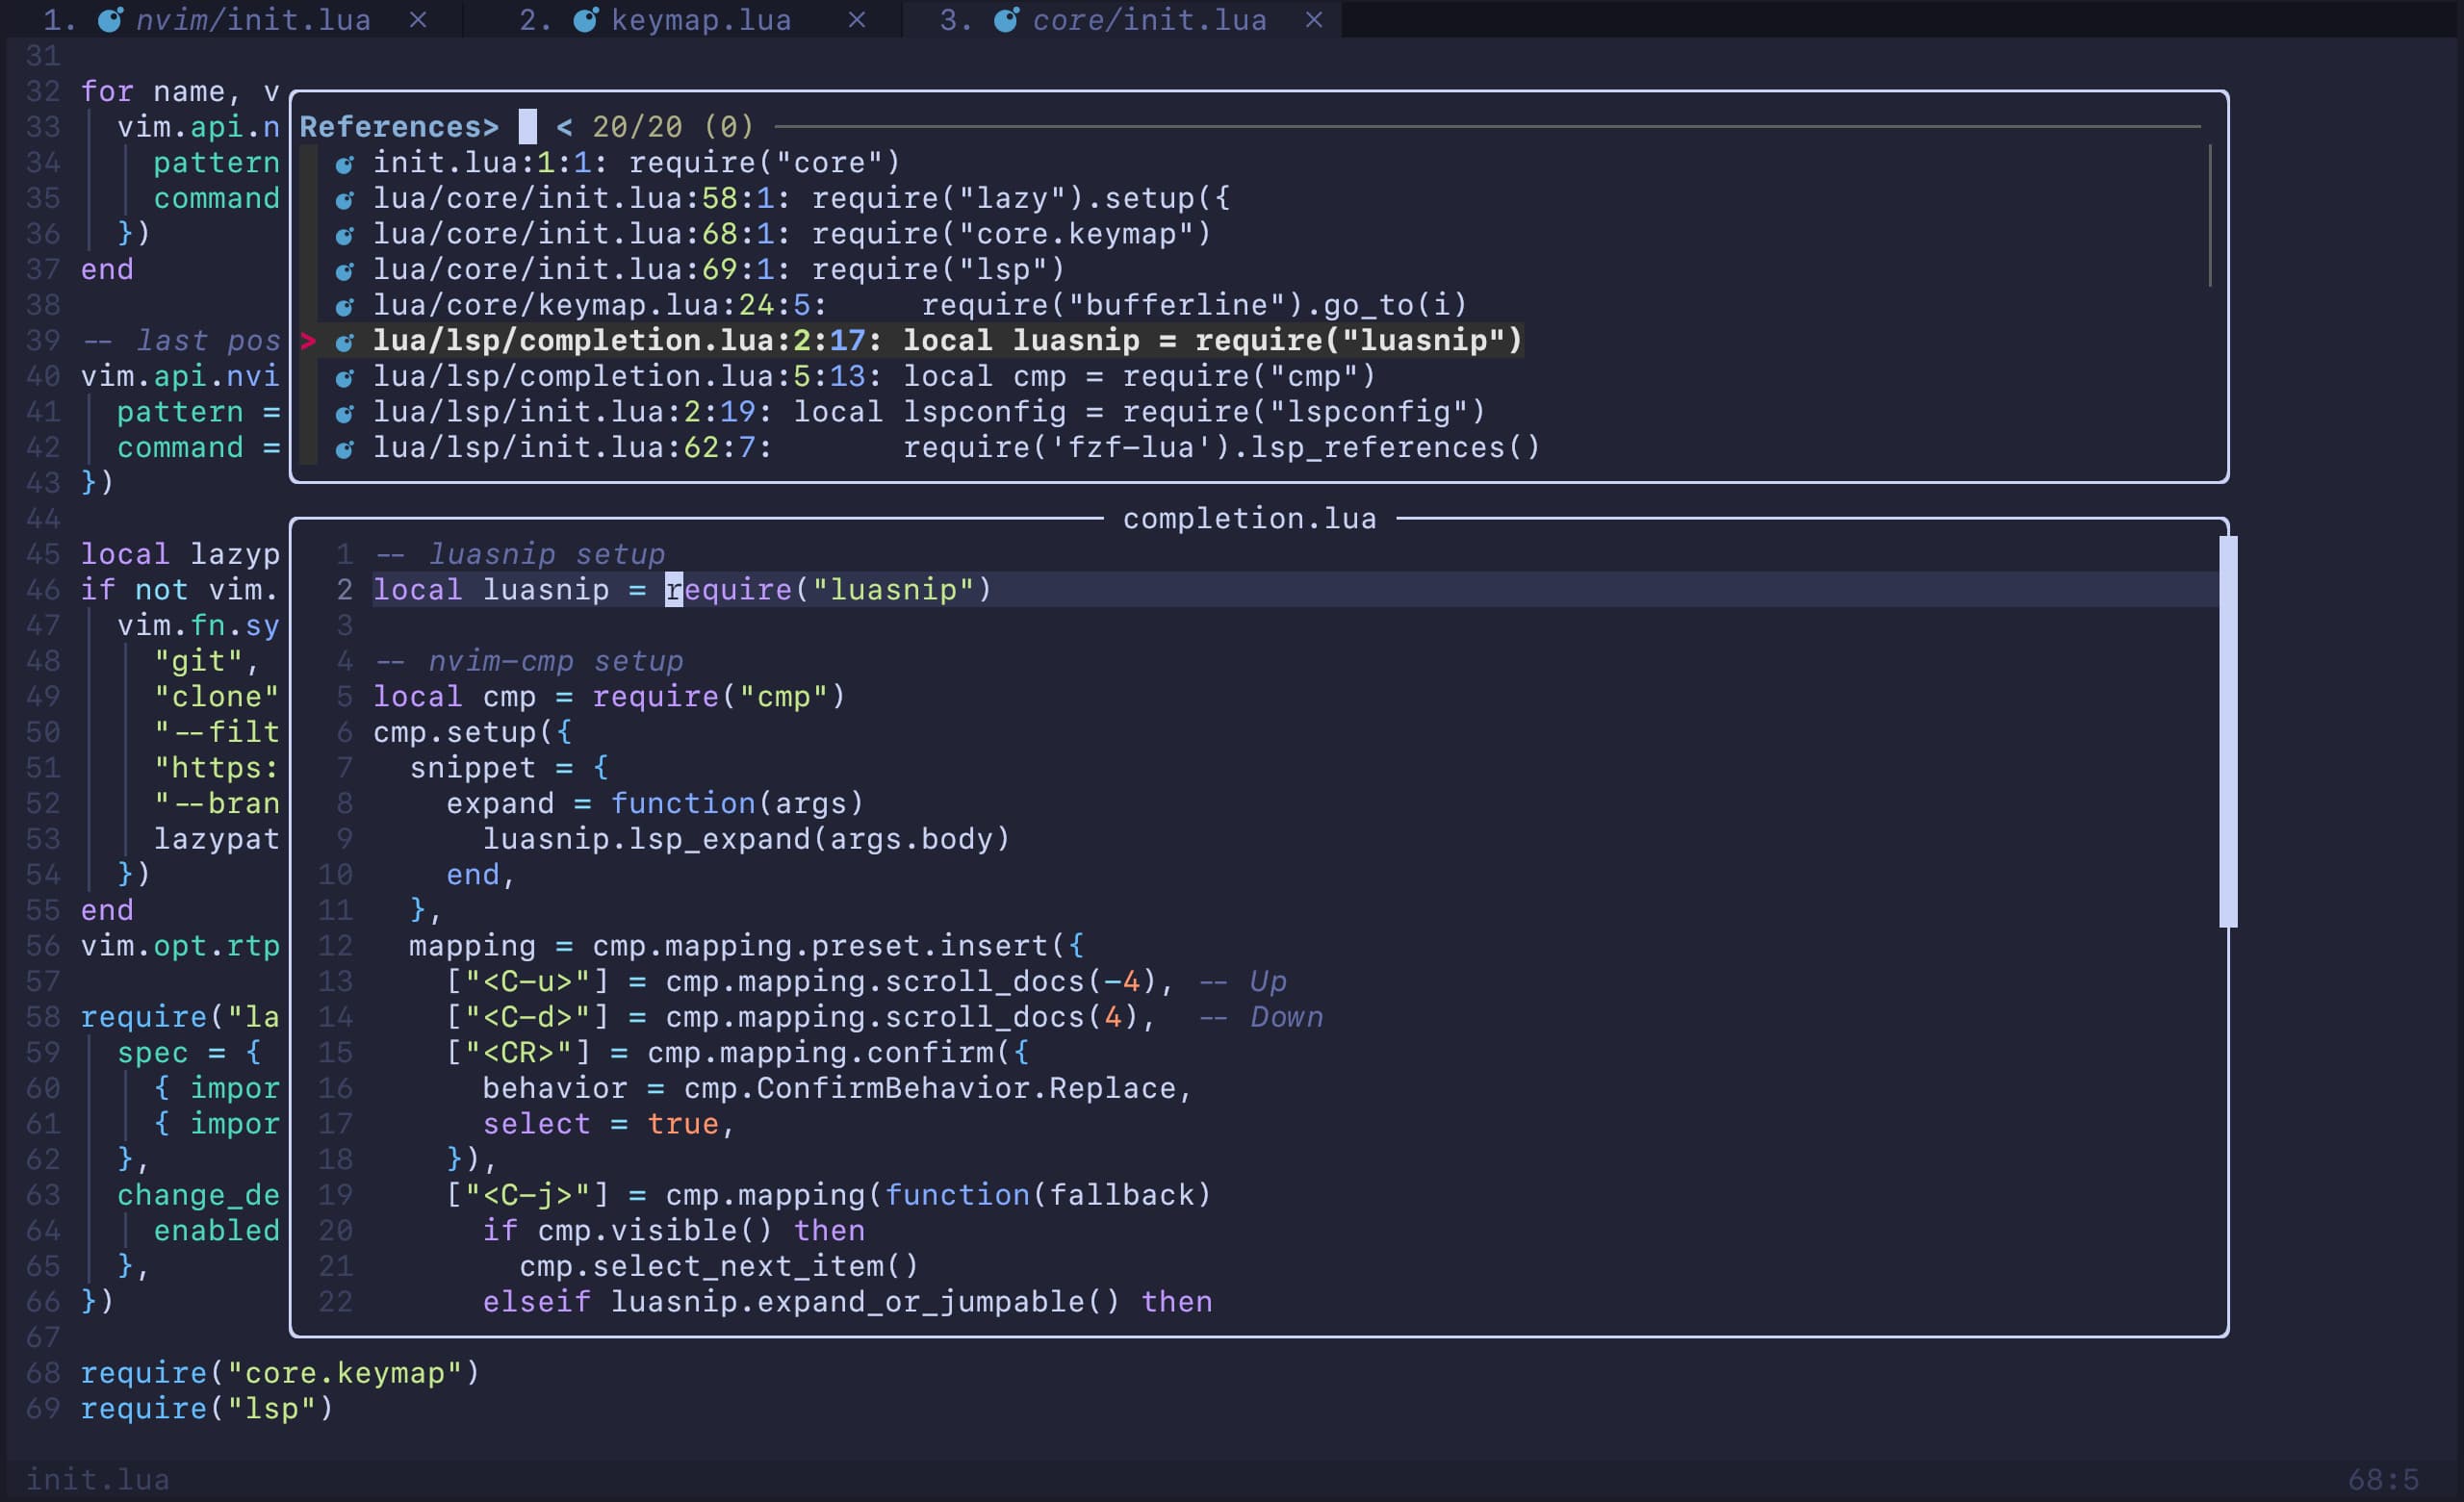 1. nvim/init.lua × 2. keymap.lua × 3. core/init.lua ×
31
32 for name, v
33 vim.api.n
34 pattern
35 command
36 })
37 end
38
39 -- last pos
40 vim.api.nvi
41 pattern =
42 command =
43 })
44
45 local lazyp
46 if not vim.
47 vim.fn.sy
48 "git",
49 "clone"
50 "--filt
51 "https:
52 "--bran
53 lazypat
54 })
55 end
56 vim.opt.rtp
57
58 require("la
59 spec = {
60 { impor
61 { impor
62 },
63 change_de
64 enabled
65 },
66 })
67
68 require("core.keymap")
69 require("lsp")
References> < 20/20 (0)
init.lua:1:1: require("core")
lua/core/init.lua:58:1: require("lazy").setup({
lua/core/init.lua:68:1: require("core.keymap")
lua/core/init.lua:69:1: require("lsp")
lua/core/keymap.lua:24:5: require("bufferline").go_to(i)
> lua/lsp/completion.lua:2:17: local luasnip = require("luasnip")
lua/lsp/completion.lua:5:13: local cmp = require("cmp")
lua/lsp/init.lua:2:19: local lspconfig = require("lspconfig")
lua/lsp/init.lua:62:7: require('fzf-lua').lsp_references()
completion.lua
1 -- luasnip setup
2 local luasnip = require("luasnip")
3
4 -- nvim-cmp setup
5 local cmp = require("cmp")
6 cmp.setup({
7 snippet = {
8 expand = function(args)
9 luasnip.lsp_expand(args.body)
10 end,
11 },
12 mapping = cmp.mapping.preset.insert({
13 ["<C-u>"] = cmp.mapping.scroll_docs(-4), -- Up
14 ["<C-d>"] = cmp.mapping.scroll_docs(4), -- Down
15 ["<CR>"] = cmp.mapping.confirm({
16 behavior = cmp.ConfirmBehavior.Replace,
17 select = true,
18 }),
19 ["<C-j>"] = cmp.mapping(function(fallback)
20 if cmp.visible() then
21 cmp.select_next_item()
22 elseif luasnip.expand_or_jumpable() then
init.lua 68:5